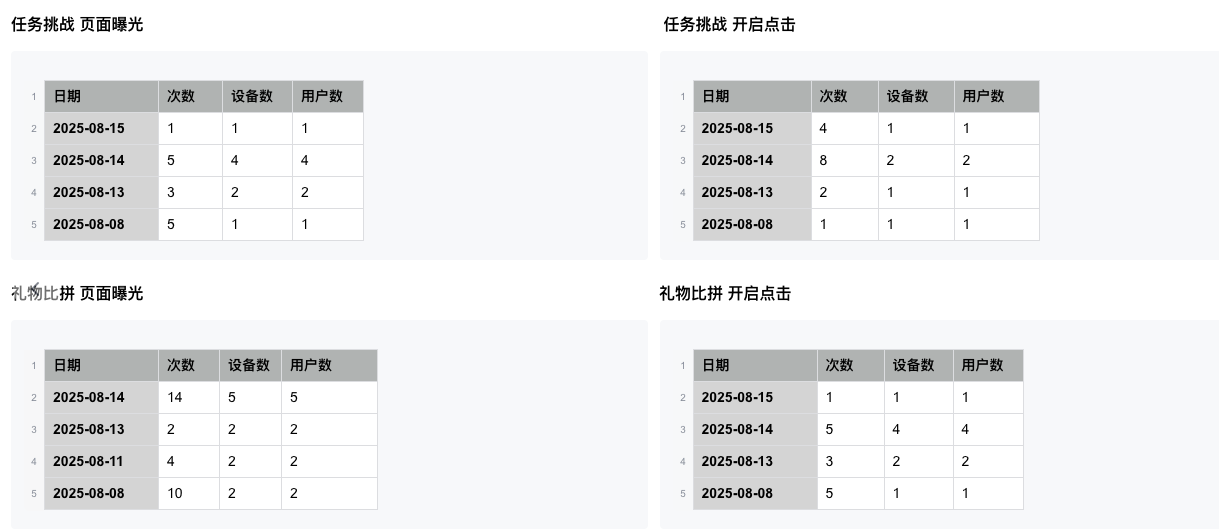 任务挑战 页面曝光
1 日期 次数 设备数 用户数
2 2025-08-15 1 1 1
3 2025-08-14 5 4 4
4 2025-08-13 3 2 2
5 2025-08-08 5 1 1
任务挑战 开启点击
1 日期 次数 设备数 用户数
2 2025-08-15 4 1 1
3 2025-08-14 8 2 2
4 2025-08-13 2 1 1
5 2025-08-08 1 1 1
礼物比拼 页面曝光
1 日期 次数 设备数 用户数
2 2025-08-14 14 5 5
3 2025-08-13 2 2 2
4 2025-08-11 4 2 2
5 2025-08-08 10 2 2
礼物比拼 开启点击
1 日期 次数 设备数 用户数
2 2025-08-15 1 1 1
3 2025-08-14 5 4 4
4 2025-08-13 3 2 2
5 2025-08-08 5 1 1